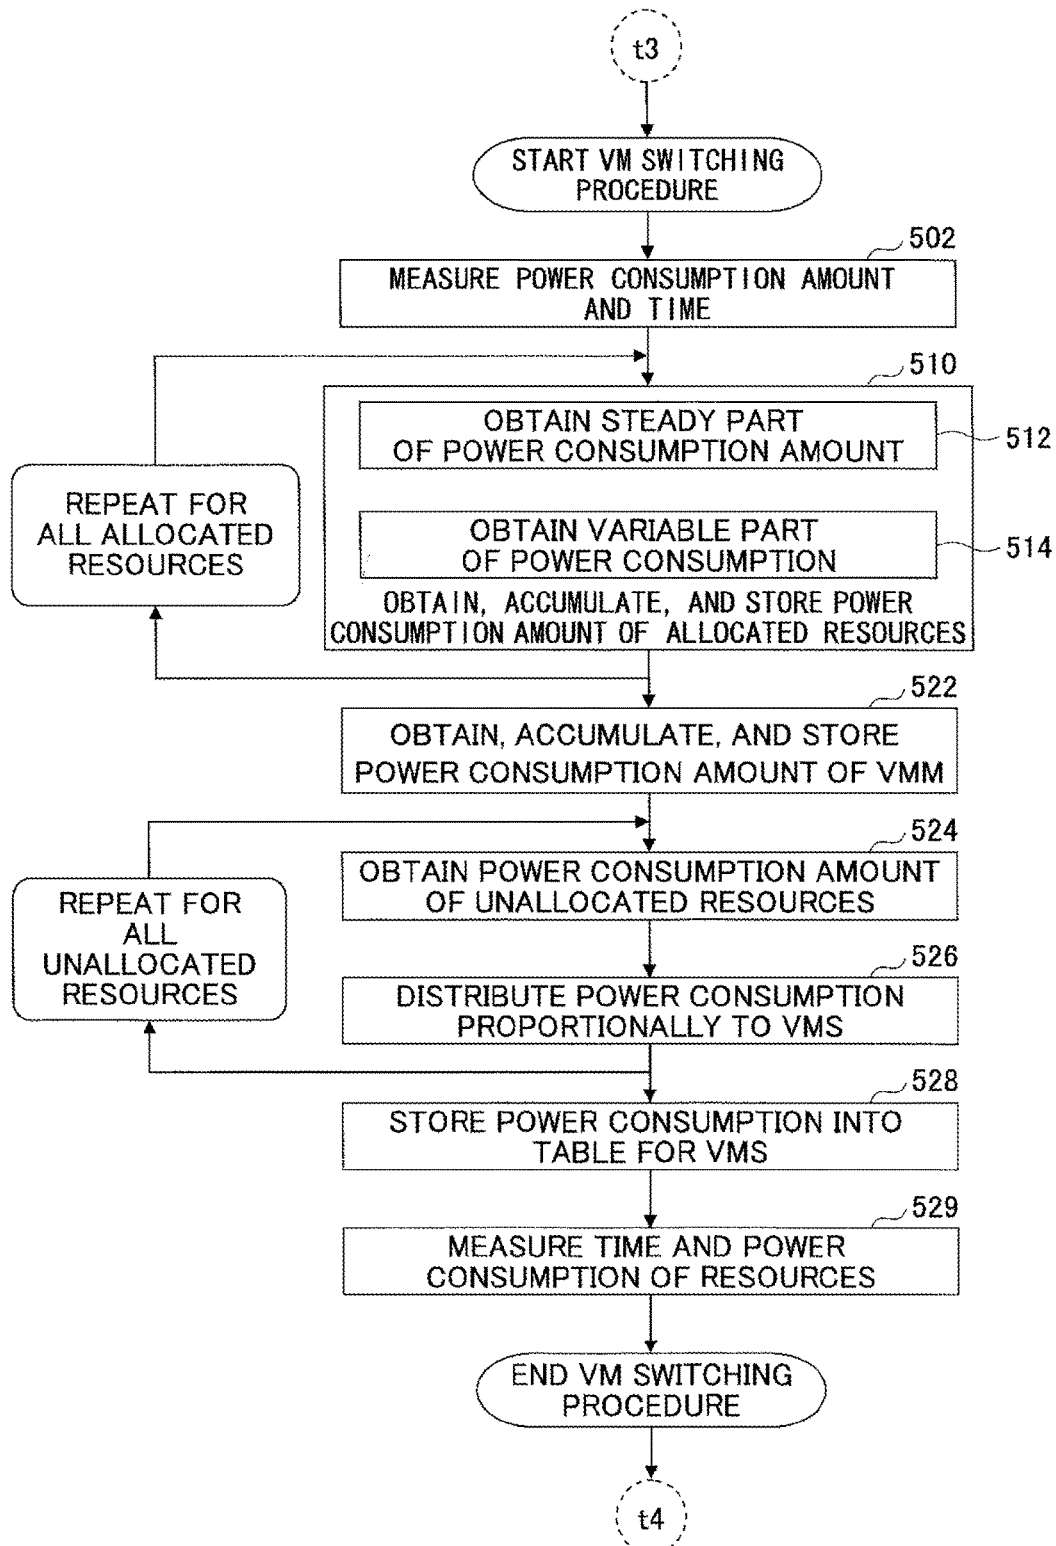 t3
START VM SWITCHING
PROCEDURE
502
MEASURE POWER CONSUMPTION AMOUNT
AND TIME
510
OBTAIN STEADY PART
OF POWER CONSUMPTION AMOUNT
512
REPEAT FOR
ALL ALLOCATED
RESOURCES
OBTAIN VARIABLE PART
OF POWER CONSUMPTION
514
OBTAIN, ACCUMULATE, AND STORE POWER
CONSUMPTION AMOUNT OF ALLOCATED RESOURCES
522
OBTAIN, ACCUMULATE, AND STORE
POWER CONSUMPTION AMOUNT OF VMM
524
OBTAIN POWER CONSUMPTION AMOUNT
OF UNALLOCATED RESOURCES
REPEAT FOR
ALL
UNALLOCATED
RESOURCES
526
DISTRIBUTE POWER CONSUMPTION
PROPORTIONALLY TO VMS
528
STORE POWER CONSUMPTION INTO
TABLE FOR VMS
529
MEASURE TIME AND POWER
CONSUMPTION OF RESOURCES
END VM SWITCHING
PROCEDURE
t4